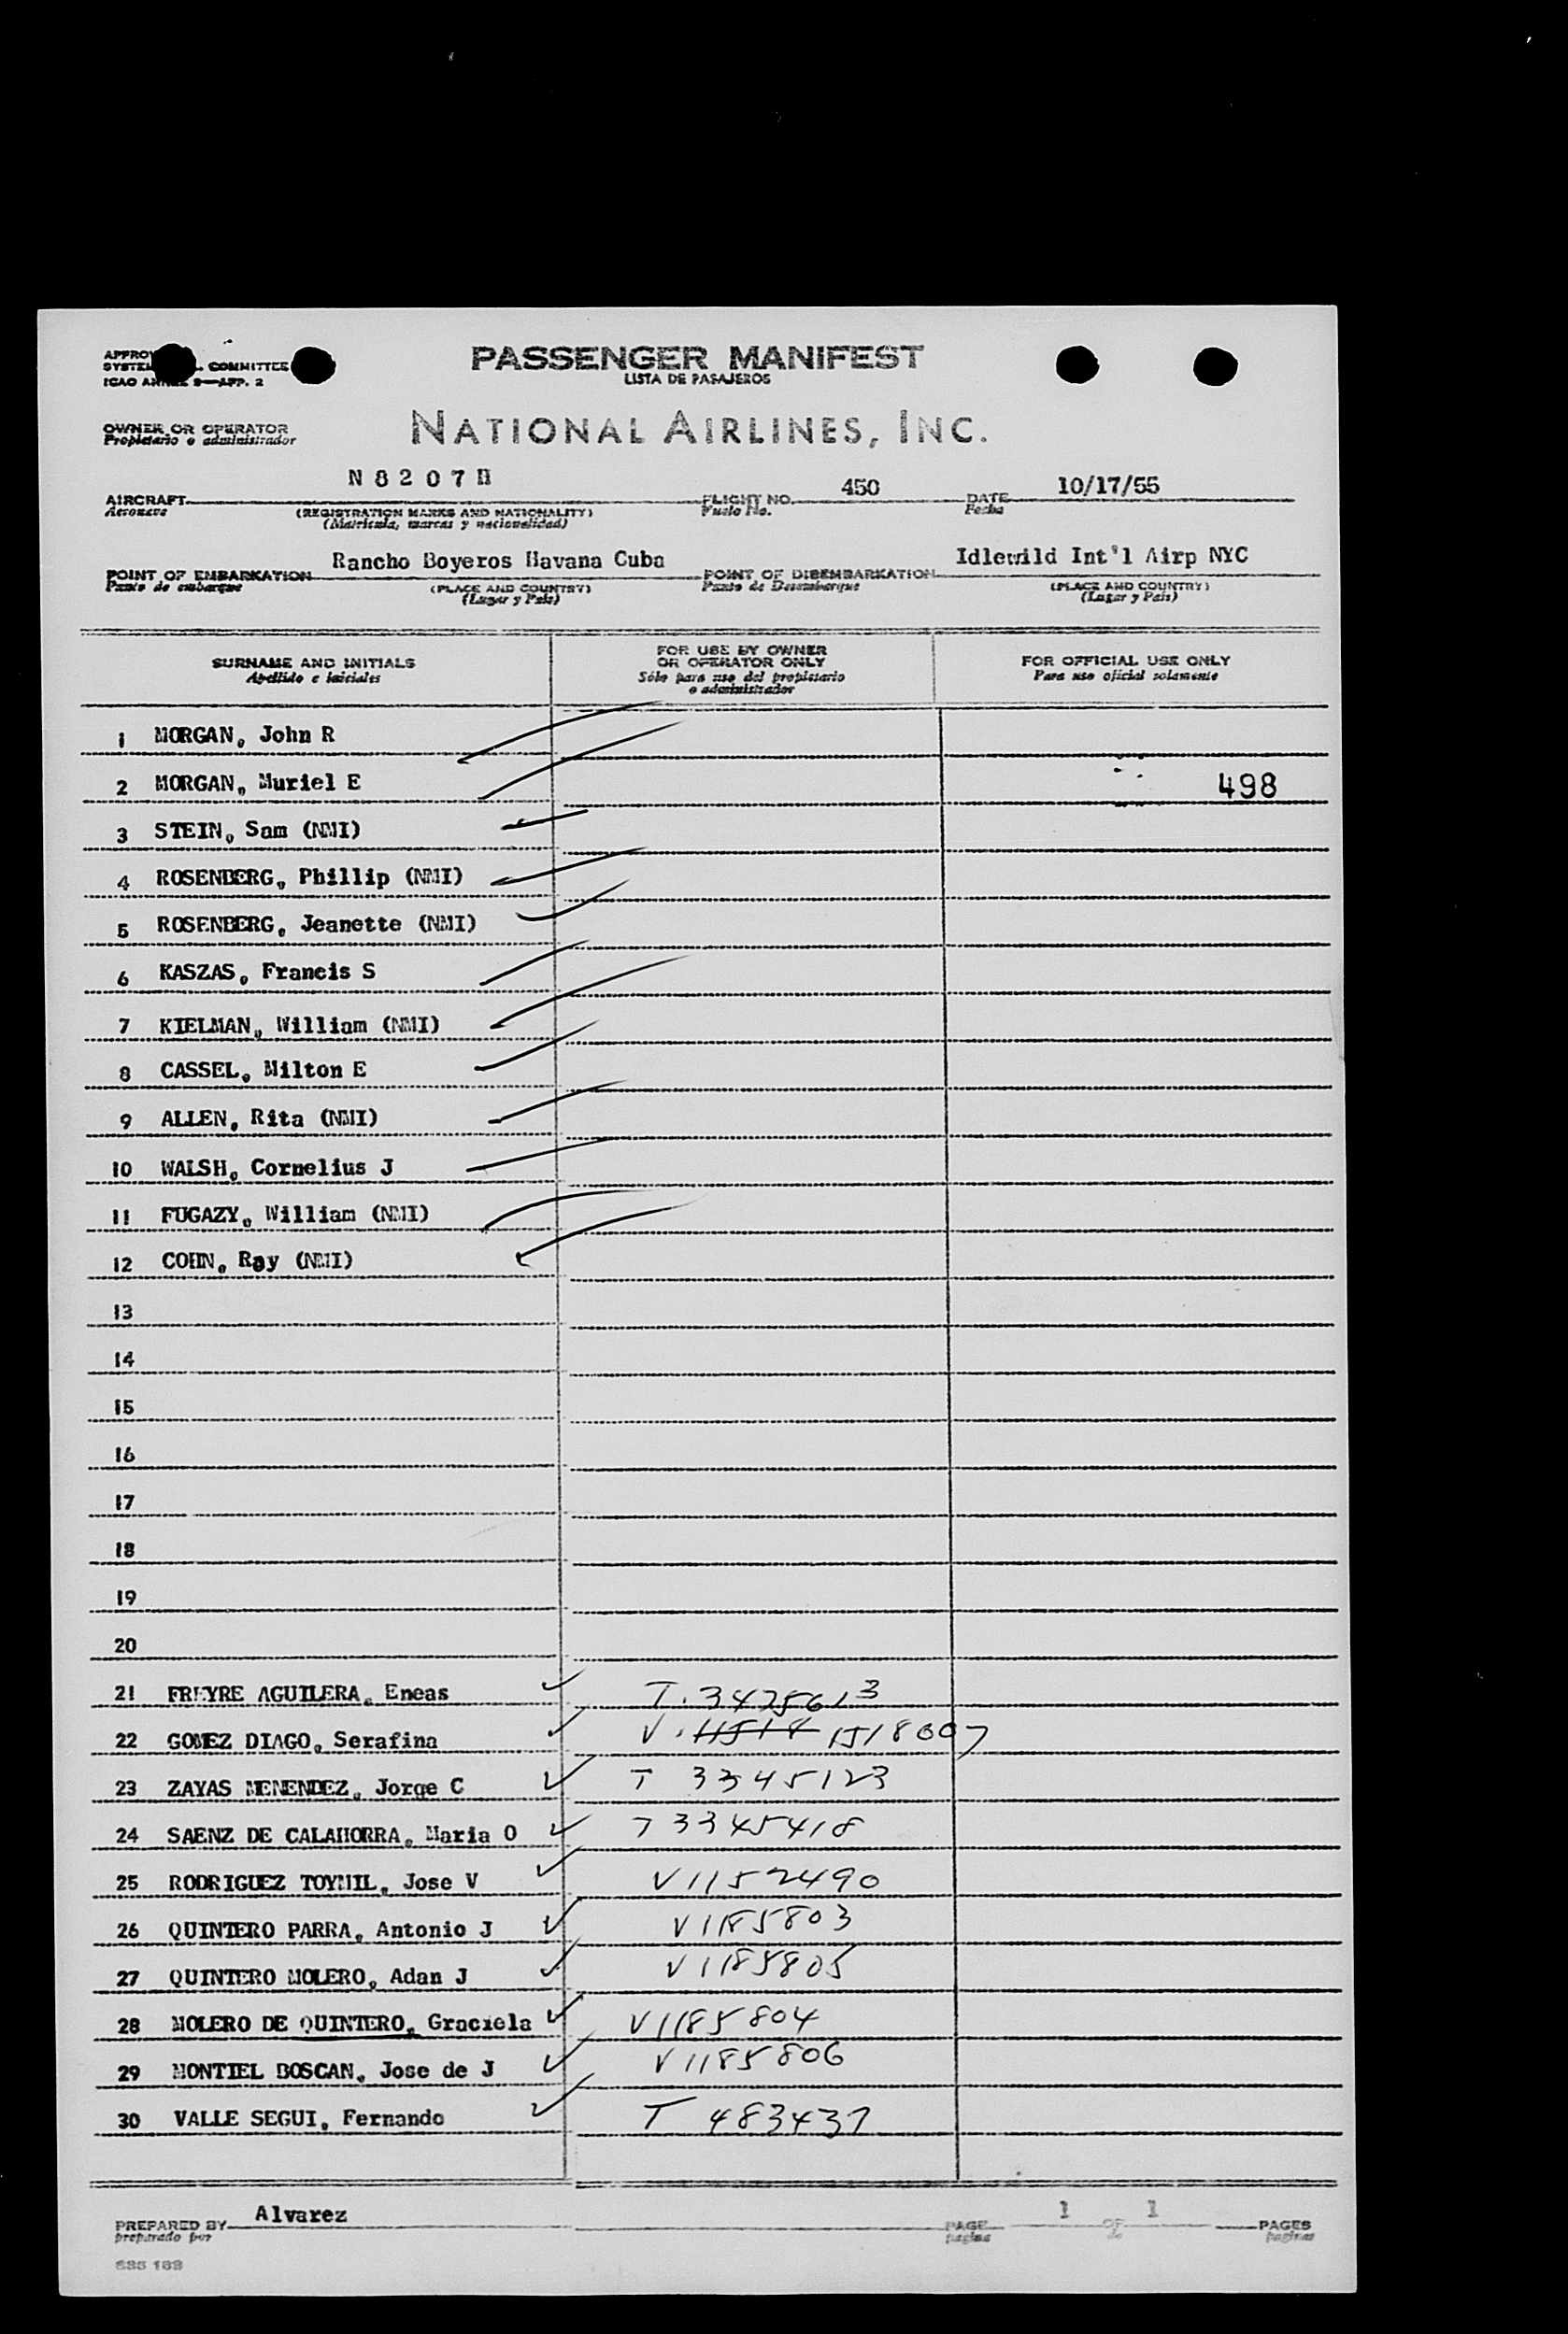 PASSENGER MANIFEST
LISTA DE PASAJEROS
COMMITTEE
ICAO 9—APP. 2
OWNER OR OPERATOR
Propietario o administrador
NATIONAL AIRLINES, INC.
AIRCRAFT N 8 2 0 7 H FLIGHT NO. 450 DATE 10/17/55
Aeronave Vuelo No. Fecha
(REGISTRATION MARKS AND NATIONALITY)
(Matricula, marcas y nacionalidad)
POINT OF EMBARKATION Rancho Boyeros Havana Cuba POINT OF DISEMBARKATION Idlewild Int'l Airp NYC
Punto de embarque (PLACE AND COUNTRY) Punto de Desembarque (PLACE AND COUNTRY)
(Lugar y País) (Lugar y País)
SURNAME AND INITIALS
Apellido e iniciales
FOR USE BY OWNER
OR OPERATOR ONLY
Sólo para uso del propietario
o administrador
FOR OFFICIAL USE ONLY
Para uso oficial solamente
1 MORGAN, John R
2 MORGAN, Muriel E 498
3 STEIN, Sam (NMI)
4 ROSENBERG, Phillip (NMI)
5 ROSENBERG, Jeanette (NMI)
6 KASZAS, Francis S
7 KIELMAN, William (NMI)
8 CASSEL, Milton E
9 ALLEN, Rita (NMI)
10 WALSH, Cornelius J
11 FUGAZY, William (NMI)
12 COHN, Ray (NMI)
13
14
15
16
17
18
19
20
21 FREYRE AGUILERA, Eneas T. 3425613
22 GOMEZ DIAGO, Serafina V.
23 ZAYAS MENENDEZ, Jorge C T 3345123
24 SAENZ DE CALAHORRA, Maria O T 3345418
25 RODRIGUEZ TOYMIL, Jose V V1152490
26 QUINTERO PARRA, Antonio J V1185803
27 QUINTERO MOLERO, Adan J V1185805
28 MOLERO DE QUINTERO, Graciela V1185804
29 MONTIEL BOSCAN, Jose de J V1185806
30 VALLE SEGUI, Fernando T 483437
PREPARED BY Alvarez PAGE 1 OF 1 PAGES
preparado por pagina de paginas